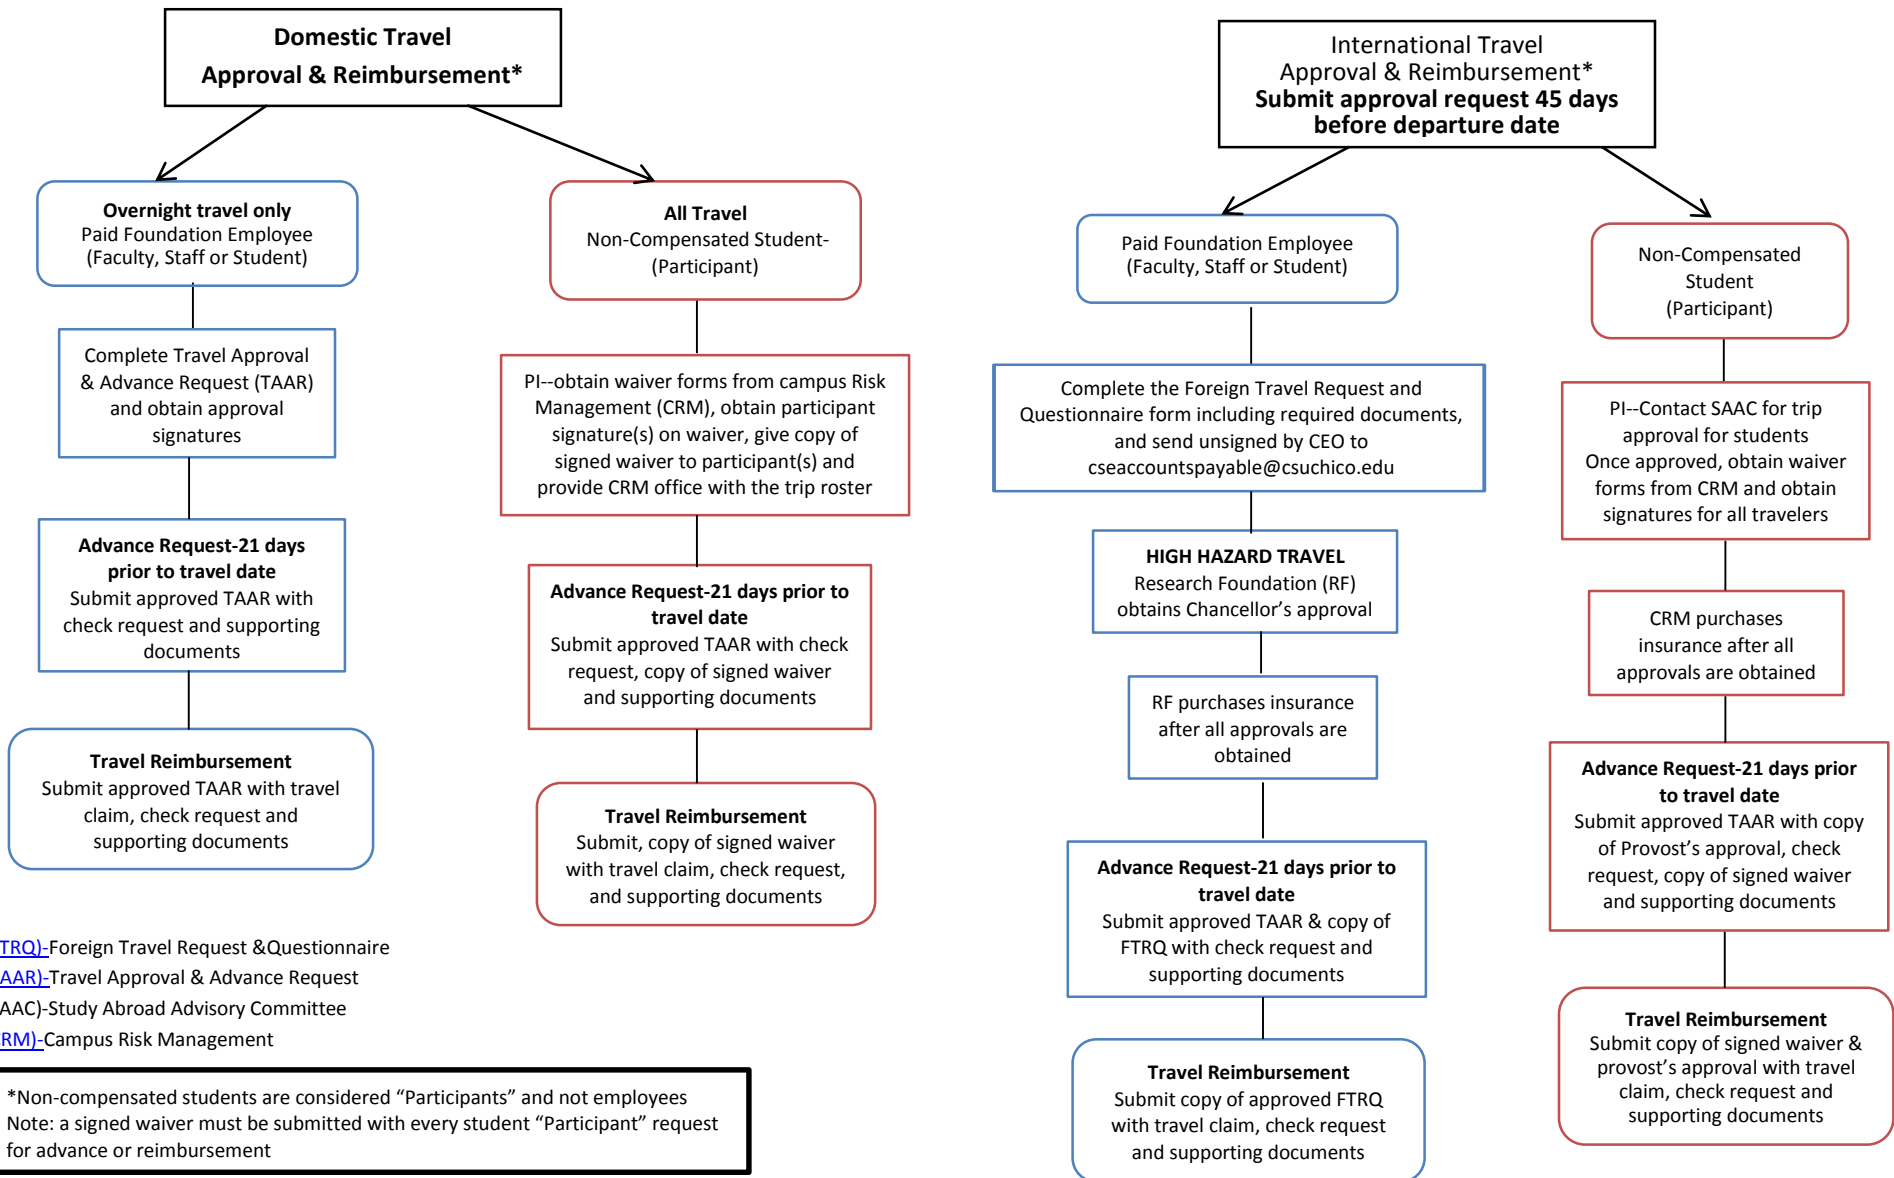 Domestic Travel
Approval & Reimbursement*
Overnight travel only
Paid Foundation Employee
(Faculty, Staff or Student)
Complete Travel Approval
& Advance Request (TAAR)
and obtain approval
signatures
Advance Request-21 days
prior to travel date
Submit approved TAAR with
check request and supporting
documents
Travel Reimbursement
Submit approved TAAR with travel
claim, check request and
supporting documents
All Travel
Non-Compensated Student-
(Participant)
PI--obtain waiver forms from campus Risk
Management (CRM), obtain participant
signature(s) on waiver, give copy of
signed waiver to participant(s) and
provide CRM office with the trip roster
Advance Request-21 days prior to
travel date
Submit approved TAAR with check
request, copy of signed waiver
and supporting documents
Travel Reimbursement
Submit, copy of signed waiver
with travel claim, check request,
and supporting documents
International Travel
Approval & Reimbursement*
Submit approval request 45 days
before departure date
Paid Foundation Employee
(Faculty, Staff or Student)
Complete the Foreign Travel Request and
Questionnaire form including required documents,
and send unsigned by CEO to
cseaccountspayable@csuchico.edu
HIGH HAZARD TRAVEL
Research Foundation (RF)
obtains Chancellor’s approval
RF purchases insurance
after all approvals are
obtained
Advance Request-21 days prior to
travel date
Submit approved TAAR & copy of
FTRQ with check request and
supporting documents
Travel Reimbursement
Submit copy of approved FTRQ
with travel claim, check request
and supporting documents
Non-Compensated
Student
(Participant)
PI--Contact SAAC for trip
approval for students
Once approved, obtain waiver
forms from CRM and obtain
signatures for all travelers
CRM purchases
insurance after all
approvals are obtained
Advance Request-21 days prior
to travel date
Submit approved TAAR with copy
of Provost’s approval, check
request, copy of signed waiver
and supporting documents
Travel Reimbursement
Submit copy of signed waiver &
provost’s approval with travel
claim, check request and
supporting documents
TRQ)-Foreign Travel Request &Questionnaire
AAR)-Travel Approval & Advance Request
AAC)-Study Abroad Advisory Committee
RM)-Campus Risk Management
*Non-compensated students are considered “Participants” and not employees
Note: a signed waiver must be submitted with every student “Participant” request
for advance or reimbursement